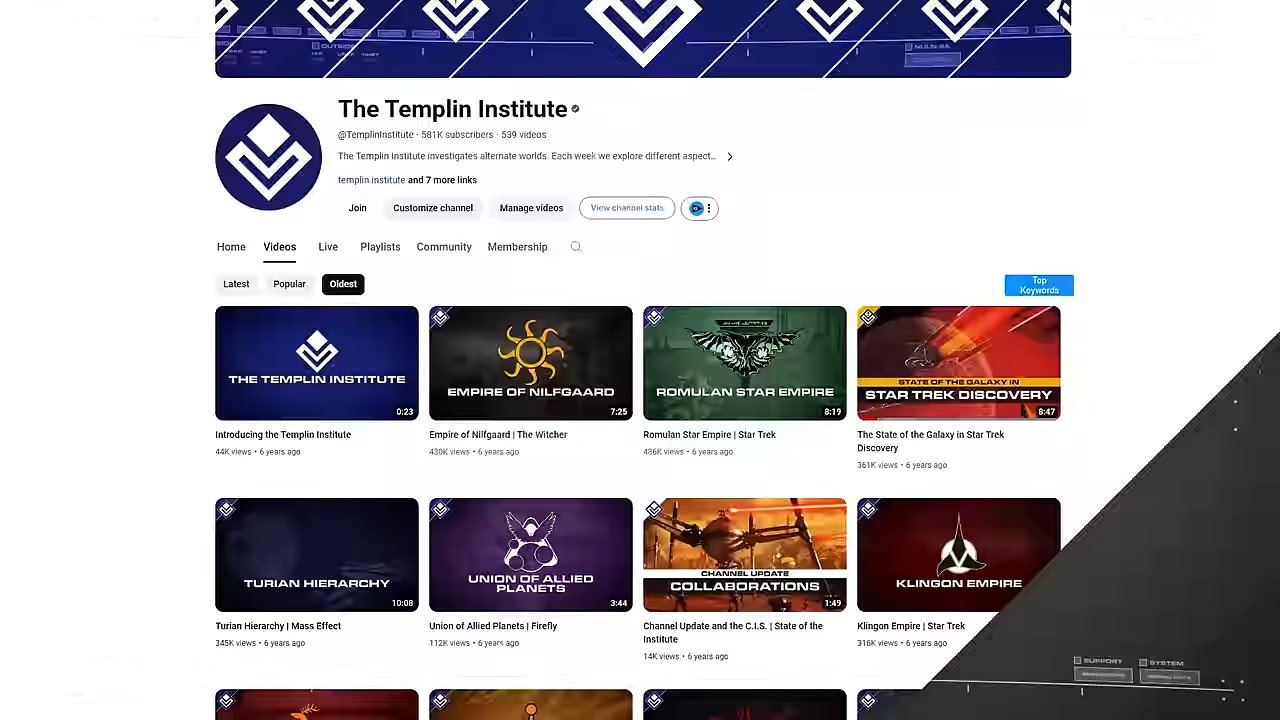 OUTSIDE
The Templin Institute
@TemplinInstitute · 581K subscribers · 539 videos
The Templin Institute investigates alternate worlds. Each week we explore different aspect...
templin.institute and 7 more links
Join Customize channel Manage videos View channel stats
Home Videos Live Playlists Community Membership
Latest Popular Oldest
Top
Keywords
THE TEMPLIN INSTITUTE
0:23
EMPIRE OF NILFGAARD
7:25
ROMULAN STAR EMPIRE
8:19
STATE OF THE GALAXY IN
STAR TREK DISCOVERY
8:47
Introducing the Templin Institute
44K views • 6 years ago
Empire of Nilfgaard | The Witcher
430K views • 6 years ago
Romulan Star Empire | Star Trek
486K views • 6 years ago
The State of the Galaxy in Star Trek
Discovery
361K views • 6 years ago
TURIAN HIERARCHY
10:08
UNION OF ALLIED
PLANETS
3:44
CHANNEL UPDATE
COLLABORATIONS
1:49
KLINGON EMPIRE
Turian Hierarchy | Mass Effect
345K views • 6 years ago
Union of Allied Planets | Firefly
112K views • 6 years ago
Channel Update and the C.I.S. | State of the
Institute
14K views • 6 years ago
Klingon Empire | Star Trek
316K views • 6 years ago
SUPPORT
SYSTEM